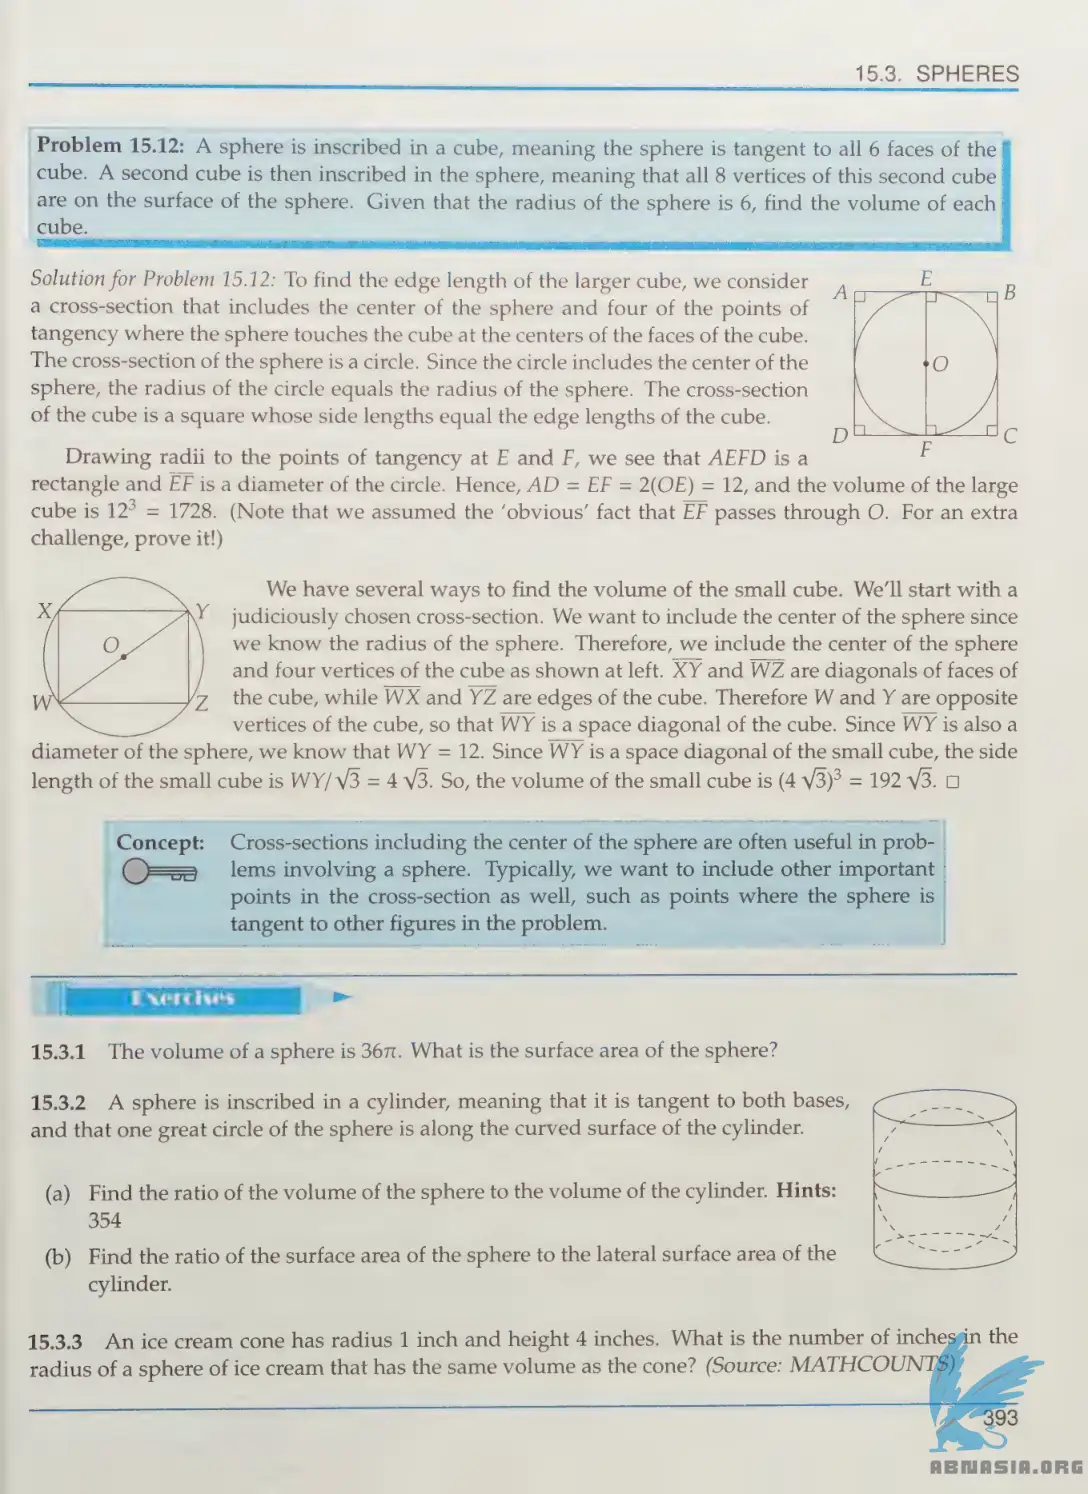 15.3. SPHERES
Problem 15.12: A sphere is inscribed in a cube, meaning the sphere is tangent to all 6 faces of the
cube. A second cube is then inscribed in the sphere, meaning that all 8 vertices of this second cube
are on the surface of the sphere. Given that the radius of the sphere is 6, find the volume of each
cube.
Solution for Problem 15.12: To find the edge length of the larger cube, we consider
a cross-section that includes the center of the sphere and four of the points of
tangency where the sphere touches the cube at the centers of the faces of the cube.
The cross-section of the sphere is a circle. Since the circle includes the center of the
sphere, the radius of the circle equals the radius of the sphere. The cross-section
of the cube is a square whose side lengths equal the edge lengths of the cube.
A E B
O
D F C
Drawing radii to the points of tangency at E and F, we see that AEFD is a
rectangle and EF is a diameter of the circle. Hence, AD = EF = 2(OE) = 12, and the volume of the large
cube is 12³ = 1728. (Note that we assumed the 'obvious' fact that EF passes through O. For an extra
challenge, prove it!)
X Y
O
W Z
We have several ways to find the volume of the small cube. We'll start with a
judiciously chosen cross-section. We want to include the center of the sphere since
we know the radius of the sphere. Therefore, we include the center of the sphere
and four vertices of the cube as shown at left. XY and WZ are diagonals of faces of
the cube, while WX and YZ are edges of the cube. Therefore W and Y are opposite
vertices of the cube, so that WY is a space diagonal of the cube. Since WY is also a
diameter of the sphere, we know that WY = 12. Since WY is a space diagonal of the small cube, the side
length of the small cube is WY/√3 = 4 √3. So, the volume of the small cube is (4 √3)³ = 192 √3. □
Concept: Cross-sections including the center of the sphere are often useful in prob-
lems involving a sphere. Typically, we want to include other important
points in the cross-section as well, such as points where the sphere is
tangent to other figures in the problem.
Exercises
15.3.1 The volume of a sphere is 36π. What is the surface area of the sphere?
15.3.2 A sphere is inscribed in a cylinder, meaning that it is tangent to both bases,
and that one great circle of the sphere is along the curved surface of the cylinder.
(a) Find the ratio of the volume of the sphere to the volume of the cylinder. Hints:
354
(b) Find the ratio of the surface area of the sphere to the lateral surface area of the
cylinder.
15.3.3 An ice cream cone has radius 1 inch and height 4 inches. What is the number of inches in the
radius of a sphere of ice cream that has the same volume as the cone? (Source: MATHCOUNTS)
393
ABNASIA.ORG